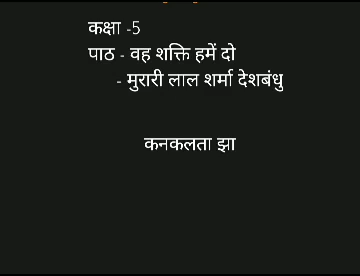 कक्षा -5
पाठ - वह शक्ति हमें दो
- मुरारी लाल शर्मा देशबंधु
कनकलता झा